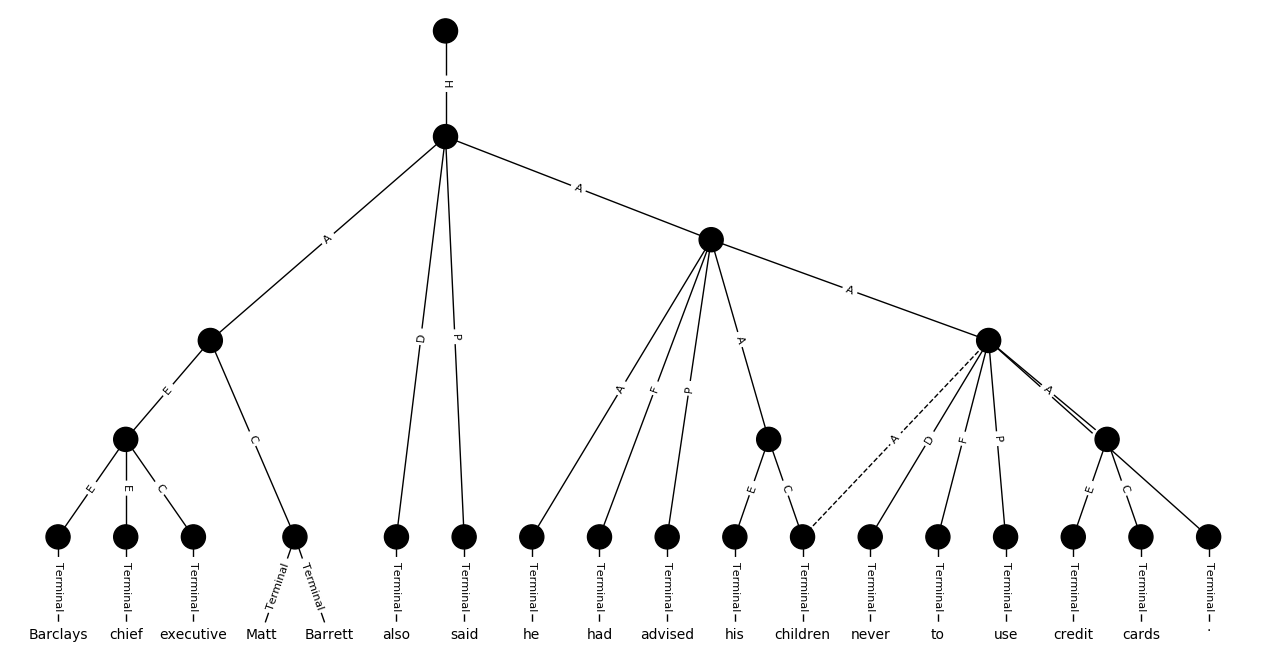 H
A
A
A
D
P
A
E
C
A
F
P
A
A
D
F
P
A
E
E
C
E
C
E
C
Terminal Terminal Terminal Terminal Terminal Terminal Terminal Terminal Terminal Terminal Terminal Terminal Terminal Terminal Terminal Terminal Terminal Terminal
Barclays chief executive Matt Barrett also said he had advised his children never to use credit cards .